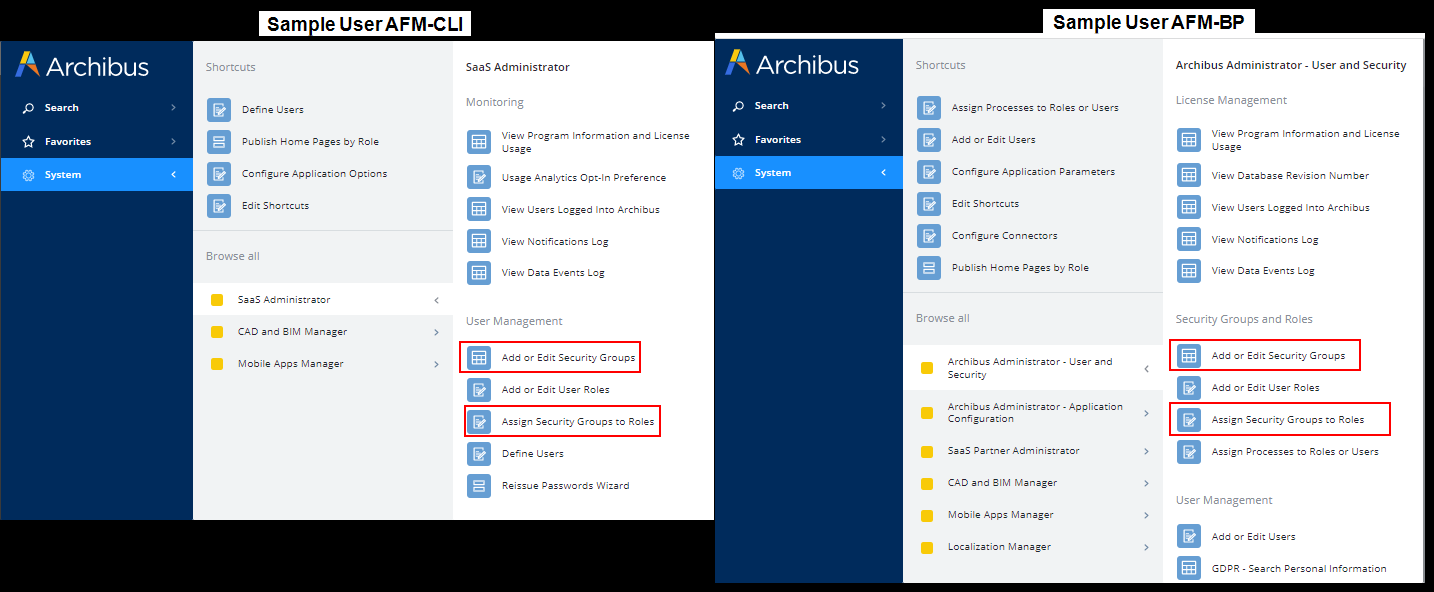 Sample User AFM-CLI
Archibus
Search
Favorites
System
Shortcuts
Define Users
Publish Home Pages by Role
Configure Application Options
Edit Shortcuts
Browse all
SaaS Administrator
CAD and BIM Manager
Mobile Apps Manager
SaaS Administrator
Monitoring
View Program Information and License
Usage
Usage Analytics Opt-In Preference
View Users Logged Into Archibus
View Notifications Log
View Data Events Log
User Management
Add or Edit Security Groups
Add or Edit User Roles
Assign Security Groups to Roles
Define Users
Reissue Passwords Wizard
Sample User AFM-BP
Archibus
Search
Favorites
System
Shortcuts
Assign Processes to Roles or Users
Add or Edit Users
Configure Application Parameters
Edit Shortcuts
Configure Connectors
Publish Home Pages by Role
Browse all
Archibus Administrator - User and
Security
Archibus Administrator - Application
Configuration
SaaS Partner Administrator
CAD and BIM Manager
Mobile Apps Manager
Localization Manager
Archibus Administrator - User and Security
License Management
View Program Information and License
Usage
View Database Revision Number
View Users Logged Into Archibus
View Notifications Log
View Data Events Log
Security Groups and Roles
Add or Edit Security Groups
Add or Edit User Roles
Assign Security Groups to Roles
Assign Processes to Roles or Users
User Management
Add or Edit Users
GDPR - Search Personal Information